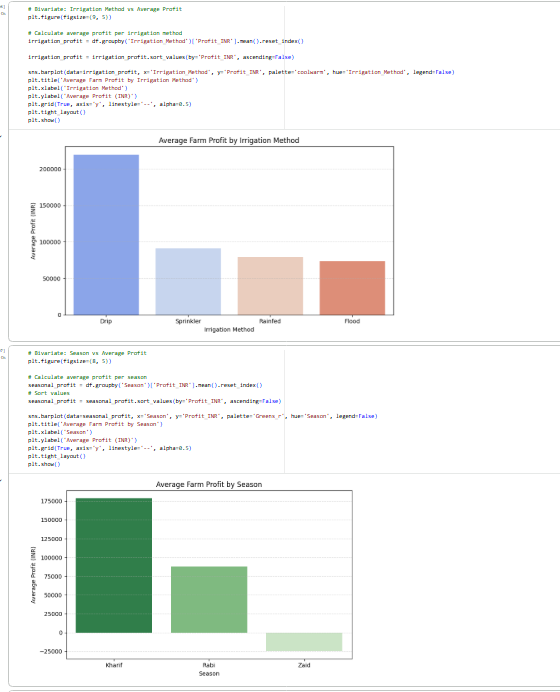 # Bivariate: Irrigation Method vs Average Profit
plt.figure(figsize=(9, 5))
# Calculate average profit per irrigation method
irrigation_profit = df.groupby('Irrigation_Method')['Profit_INR'].mean().reset_index()
irrigation_profit = irrigation_profit.sort_values(by='Profit_INR', ascending=False)
sns.barplot(data=irrigation_profit, x='Irrigation_Method', y='Profit_INR', palette='coolwarm', hue='Irrigation_Method', legend=False)
plt.title('Average Farm Profit by Irrigation Method')
plt.xlabel('Irrigation Method')
plt.ylabel('Average Profit (INR)')
plt.grid(True, axis='y', linestyle='--', alpha=0.5)
plt.tight_layout()
plt.show()
Average Farm Profit by Irrigation Method
200000
150000
100000
50000
0
Average Profit (INR)
Drip Sprinkler Rainfed Flood
Irrigation Method
# Bivariate: Season vs Average Profit
plt.figure(figsize=(8, 5))
# Calculate average profit per season
seasonal_profit = df.groupby('Season')['Profit_INR'].mean().reset_index()
# Sort values
seasonal_profit = seasonal_profit.sort_values(by='Profit_INR', ascending=False)
sns.barplot(data=seasonal_profit, x='Season', y='Profit_INR', palette='Greens_r', hue='Season', legend=False)
plt.title('Average Farm Profit by Season')
plt.xlabel('Season')
plt.ylabel('Average Profit (INR)')
plt.grid(True, axis='y', linestyle='--', alpha=0.5)
plt.tight_layout()
plt.show()
Average Farm Profit by Season
175000
150000
125000
100000
75000
50000
25000
0
−25000
Average Profit (INR)
Kharif Rabi Zaid
Season